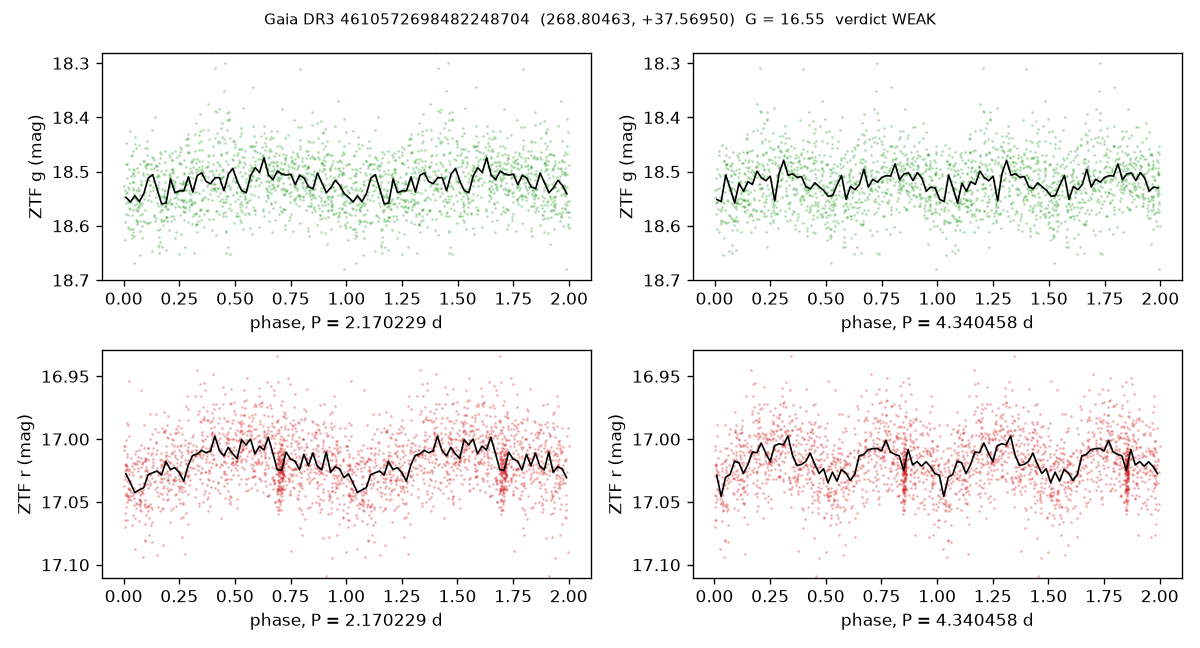 Gaia DR3 4610572698482248704  (268.80463, +37.56950)  G = 16.55  verdict WEAK
18.3
18.4
18.5
18.6
18.7
ZTF g (mag)
0.00 0.25 0.50 0.75 1.00 1.25 1.50 1.75 2.00
phase, P = 2.170229 d
18.3
18.4
18.5
18.6
18.7
ZTF g (mag)
0.00 0.25 0.50 0.75 1.00 1.25 1.50 1.75 2.00
phase, P = 4.340458 d
16.95
17.00
17.05
17.10
ZTF r (mag)
0.00 0.25 0.50 0.75 1.00 1.25 1.50 1.75 2.00
phase, P = 2.170229 d
16.95
17.00
17.05
17.10
ZTF r (mag)
0.00 0.25 0.50 0.75 1.00 1.25 1.50 1.75 2.00
phase, P = 4.340458 d